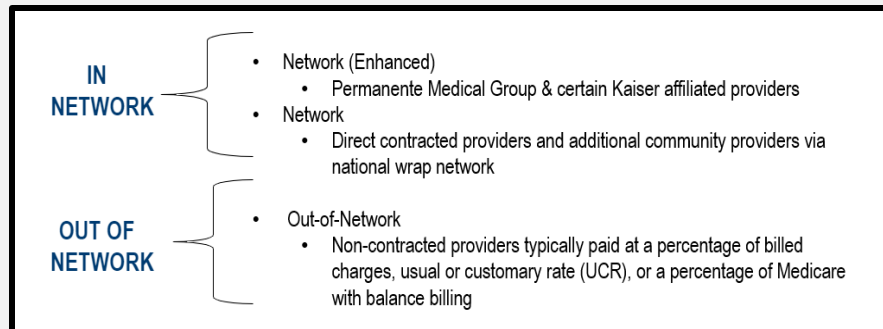 IN
NETWORK
• Network (Enhanced)
• Permanente Medical Group & certain Kaiser affiliated providers
• Network
• Direct contracted providers and additional community providers via
national wrap network
OUT OF
NETWORK
• Out-of-Network
• Non-contracted providers typically paid at a percentage of billed
charges, usual or customary rate (UCR), or a percentage of Medicare
with balance billing